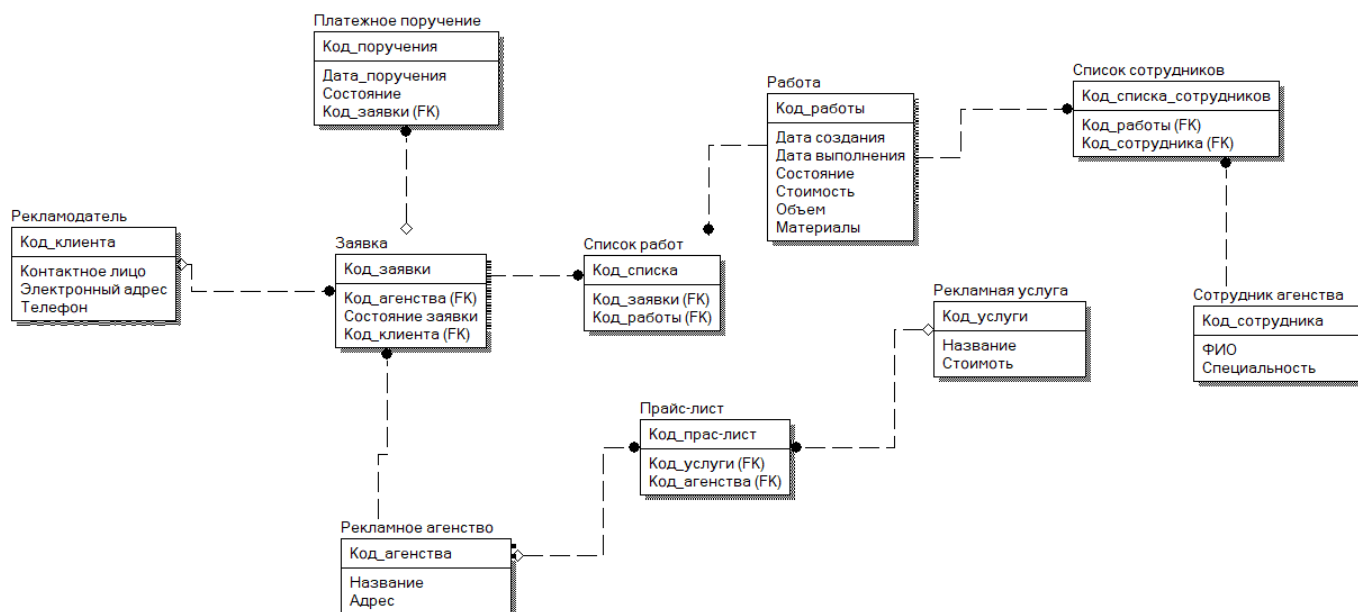 Платежное поручение
Код_поручения
Дата_поручения
Состояние
Код_заявки (FK)
Работа
Код_работы
Дата создания
Дата выполнения
Состояние
Стоимость
Объем
Материалы
Список сотрудников
Код_списка_сотрудников
Код_работы (FK)
Код_сотрудника (FK)
Рекламодатель
Код_клиента
Контактное лицо
Электронный адрес
Телефон
Заявка
Код_заявки
Код_агенства (FK)
Состояние заявки
Код_клиента (FK)
Список работ
Код_списка
Код_заявки (FK)
Код_работы (FK)
Рекламная услуга
Код_услуги
Название
Стоимоть
Сотрудник агенства
Код_сотрудника
ФИО
Специальность
Прайс-лист
Код_прас-лист
Код_услуги (FK)
Код_агенства (FK)
Рекламное агенство
Код_агенства
Название
Адрес